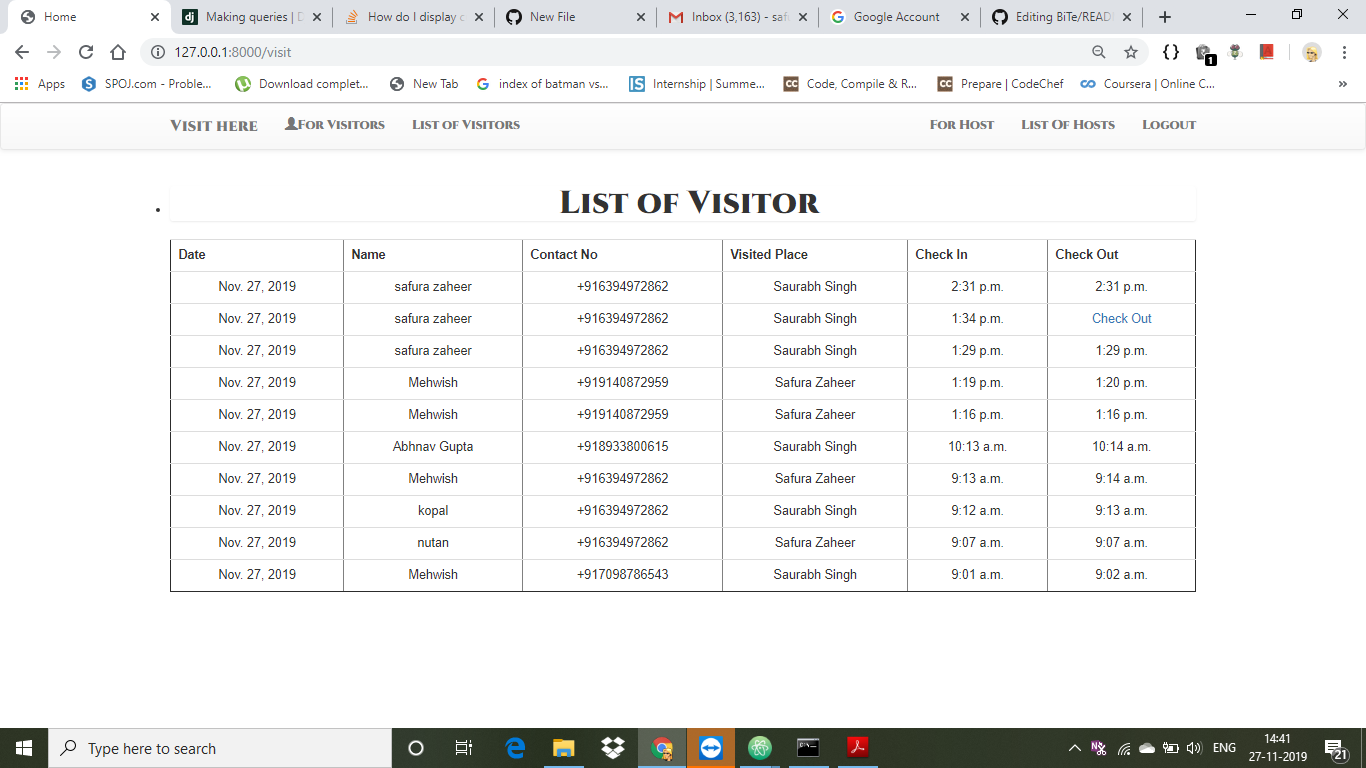 Home
Making queries | D
How do I display c
New File
Inbox (3,163) - saf
Google Account
Editing BiTe/READ
127.0.0.1:8000/visit
1
Apps
SPOJ.com - Proble...
Download complet...
New Tab
index of batman vs...
Internship | Summe...
Code, Compile & R...
Prepare | CodeChef
Coursera | Online C...
Visit here
For Visitors
List of Visitors
For Host
List Of Hosts
Logout
List of Visitor
Date Name Contact No Visited Place Check In Check Out
Nov. 27, 2019 safura zaheer +916394972862 Saurabh Singh 2:31 p.m. 2:31 p.m.
Nov. 27, 2019 safura zaheer +916394972862 Saurabh Singh 1:34 p.m. Check Out
Nov. 27, 2019 safura zaheer +916394972862 Saurabh Singh 1:29 p.m. 1:29 p.m.
Nov. 27, 2019 Mehwish +919140872959 Safura Zaheer 1:19 p.m. 1:20 p.m.
Nov. 27, 2019 Mehwish +919140872959 Safura Zaheer 1:16 p.m. 1:16 p.m.
Nov. 27, 2019 Abhnav Gupta +918933800615 Saurabh Singh 10:13 a.m. 10:14 a.m.
Nov. 27, 2019 Mehwish +916394972862 Safura Zaheer 9:13 a.m. 9:14 a.m.
Nov. 27, 2019 kopal +916394972862 Saurabh Singh 9:12 a.m. 9:13 a.m.
Nov. 27, 2019 nutan +916394972862 Safura Zaheer 9:07 a.m. 9:07 a.m.
Nov. 27, 2019 Mehwish +917098786543 Saurabh Singh 9:01 a.m. 9:02 a.m.
Type here to search
ENG
14:41
27-11-2019
21